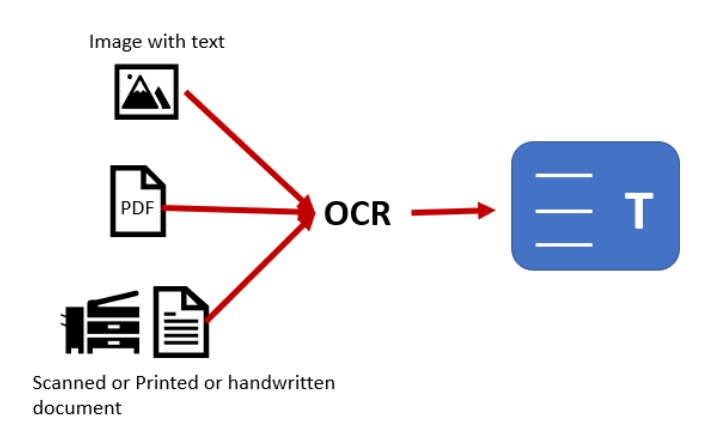 Image with text
PDF
OCR
T
Scanned or Printed or handwritten
document